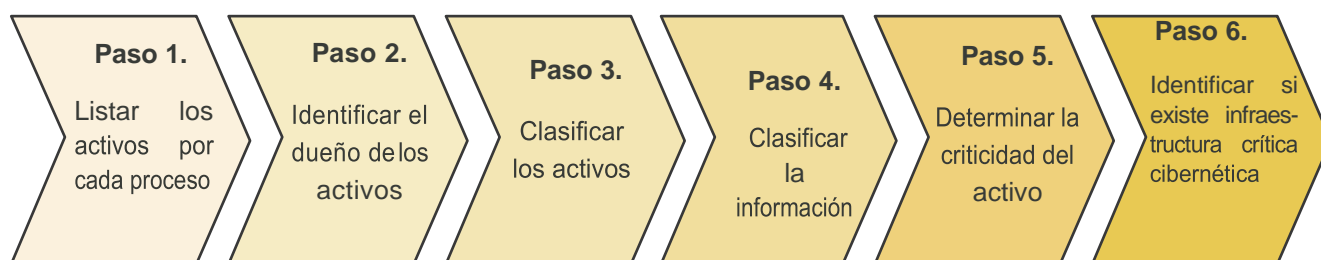 Paso 1.
Listar los
activos por
cada proceso
Paso 2.
Identificar el
dueño de los
activos
Paso 3.
Clasificar
los activos
Paso 4.
Clasificar
la
información
Paso 5.
Determinar la
criticidad del
activo
Paso 6.
Identificar si
existe infraes-
tructura crítica
cibernética